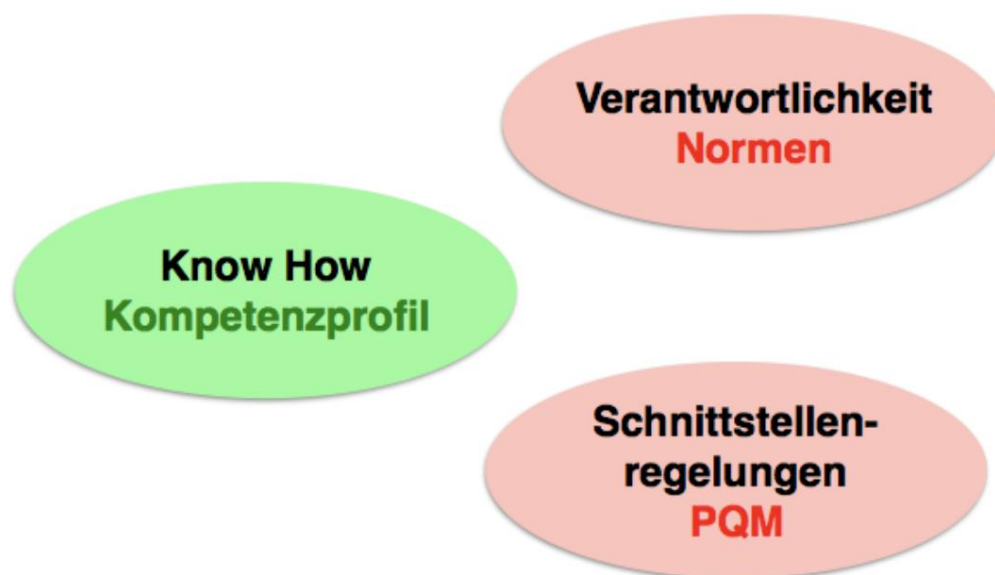 Verantwortlichkeit
Normen
Know How
Kompetenzprofil
Schnittstellen-
regelungen
PQM